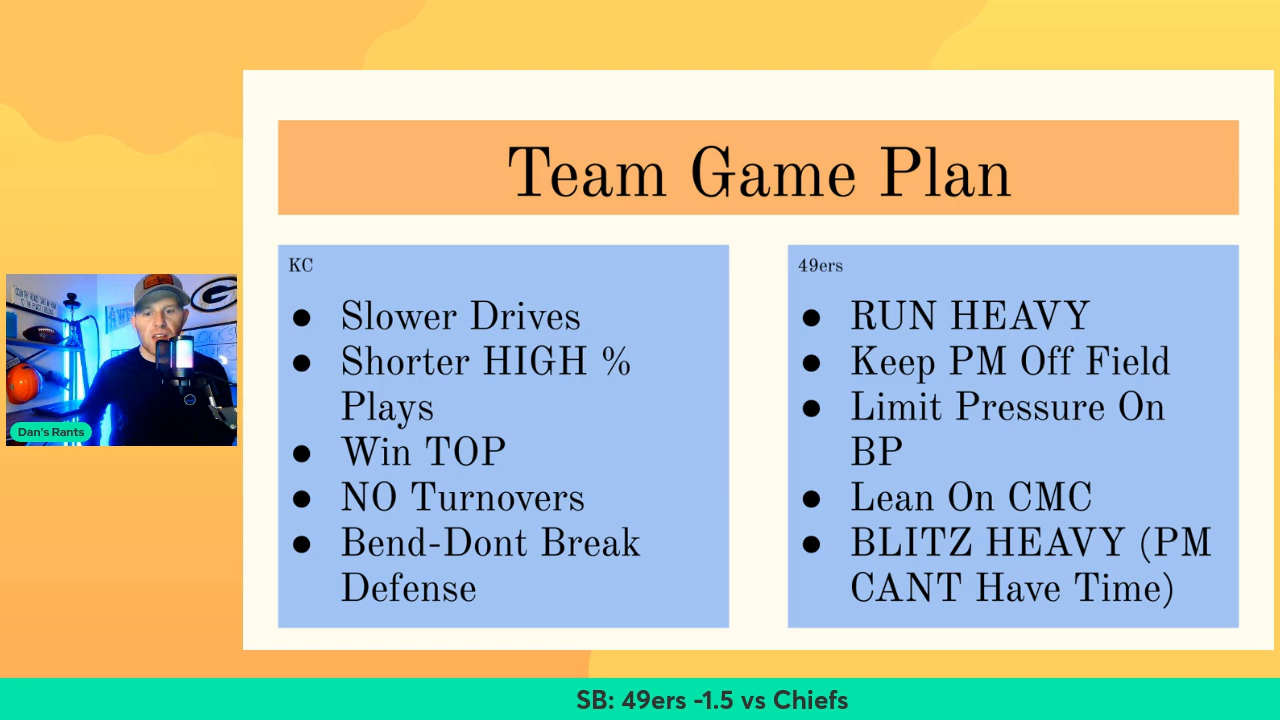 Team Game Plan
KC
● Slower Drives
● Shorter HIGH %
Plays
● Win TOP
● NO Turnovers
● Bend-Dont Break
Defense
49ers
● RUN HEAVY
● Keep PM Off Field
● Limit Pressure On
BP
● Lean On CMC
● BLITZ HEAVY (PM
CANT Have Time)
Dan's Rants
SB: 49ers -1.5 vs Chiefs